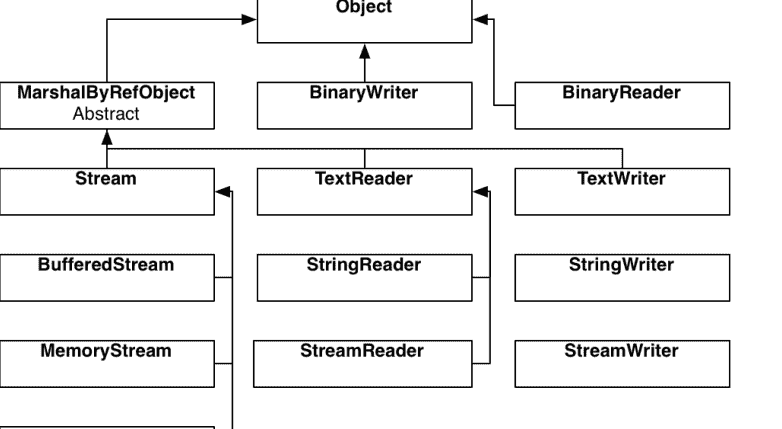 Object
MarshalByRefObject
Abstract
BinaryWriter
BinaryReader
Stream
TextReader
TextWriter
BufferedStream
StringReader
StringWriter
MemoryStream
StreamReader
StreamWriter